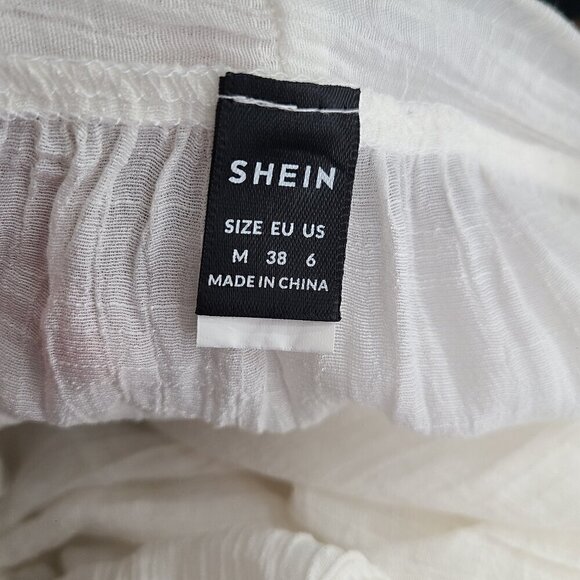 SHEIN
SIZE EU US
M 38 6
MADE IN CHINA